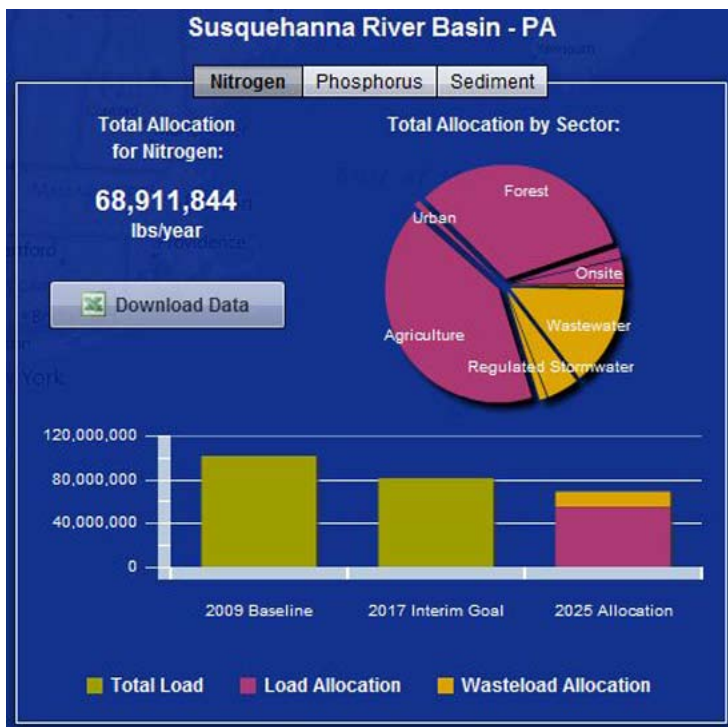 Susquehanna River Basin - PA
Nitrogen Phosphorus Sediment
Total Allocation
for Nitrogen:
68,911,844
lbs/year
Download Data
Total Allocation by Sector:
Forest
Urban
Onsite
Wastewater
Agriculture
Regulated Stormwater
Providence
York
120,000,000
80,000,000
40,000,000
0
2009 Baseline
2017 Interim Goal
2025 Allocation
Total Load
Load Allocation
Wasteload Allocation